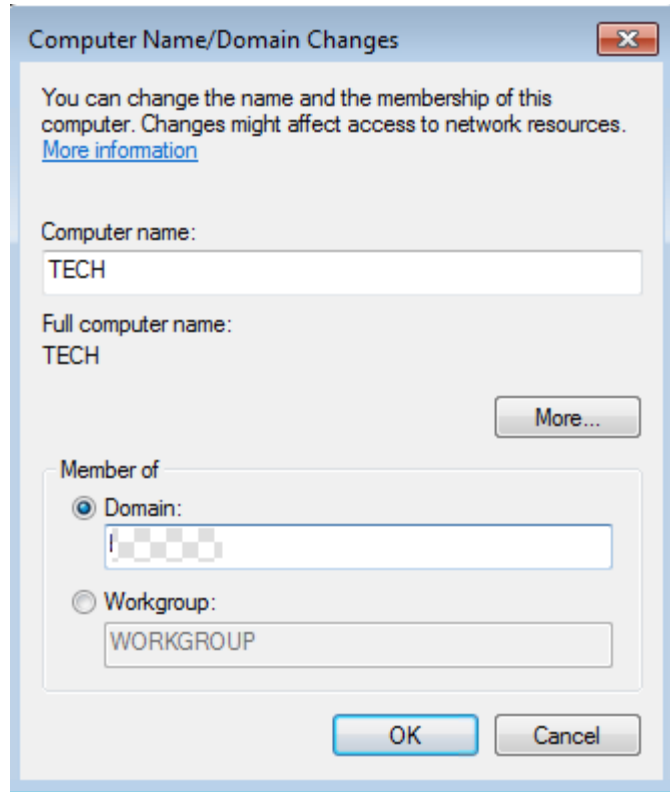 Computer Name/Domain Changes
You can change the name and the membership of this
computer. Changes might affect access to network resources.
More information
Computer name:
TECH
Full computer name:
TECH
More...
Member of
Domain:
Workgroup:
WORKGROUP
OK Cancel